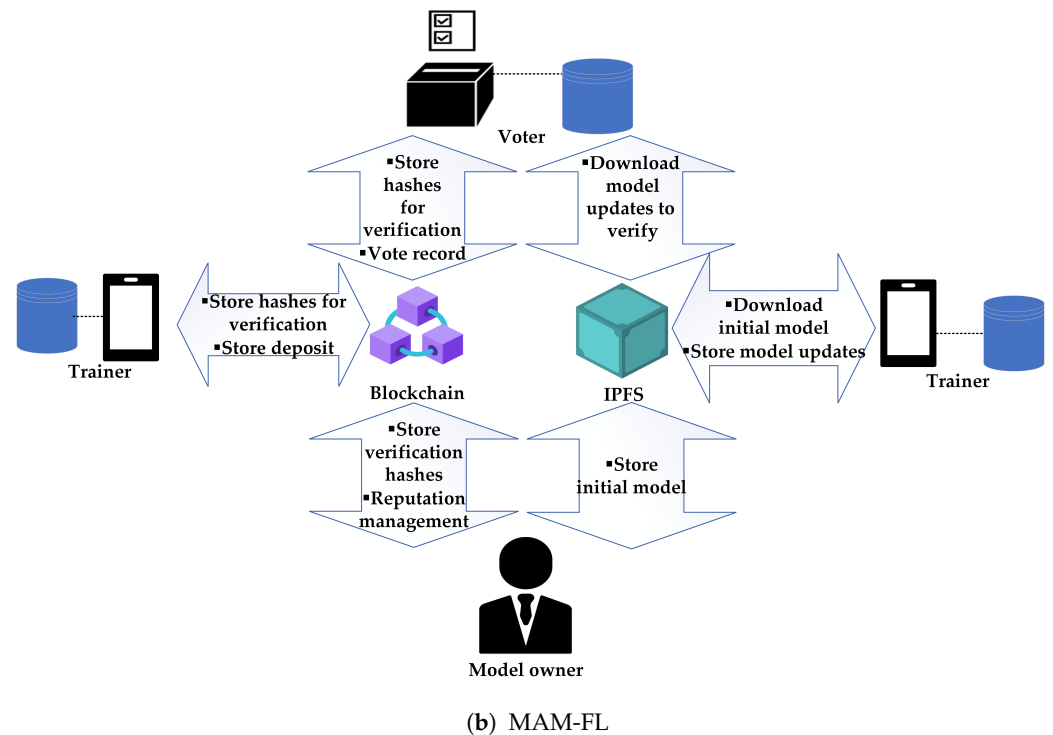 Voter
▪Store
hashes
for
verification
▪Vote record
▪Download
model
updates to
verify
▪Store hashes for
verification
▪Store deposit
Trainer
Blockchain
IPFS
▪Download
initial model
▪Store model updates
Trainer
▪Store
verification
hashes
▪Reputation
management
▪Store
initial model
Model owner
(b) MAM-FL